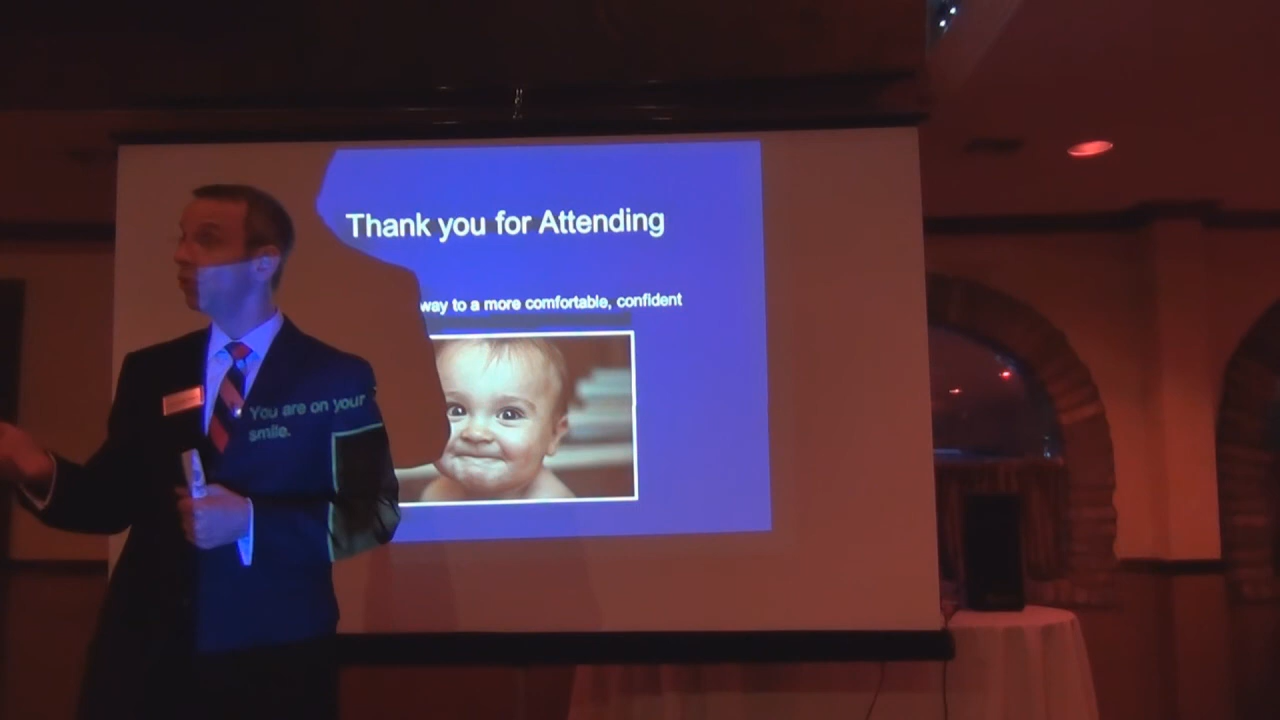 Thank you for Attending
You are on your way to a more comfortable, confident
smile.